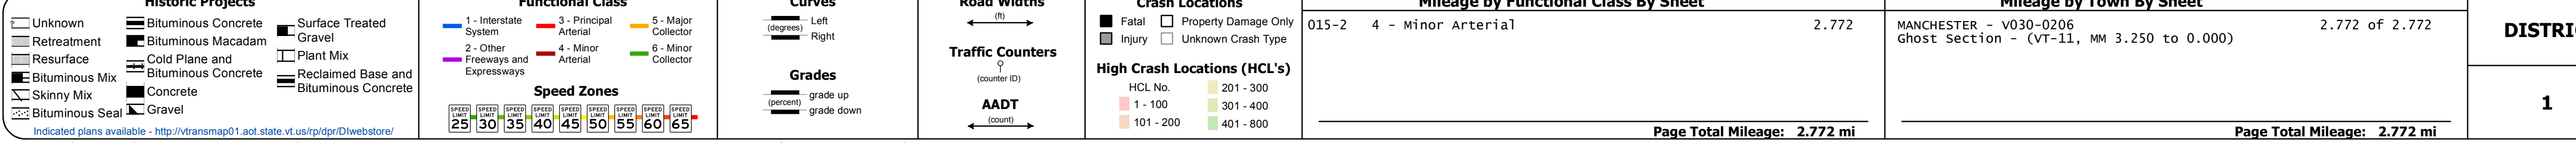 Historic Projects
Unknown
Retreatment
Resurface
Bituminous Mix
Skinny Mix
Bituminous Seal
Bituminous Concrete
Bituminous Macadam
Cold Plane and
Bituminous Concrete
Concrete
Gravel
Surface Treated
Gravel
Plant Mix
Reclaimed Base and
Bituminous Concrete
Indicated plans available - http://vtransmap01.aot.state.vt.us/rp/dpr/DIwebstore/
Functional Class
1 - Interstate
System
2 - Other
Freeways and
Expressways
3 - Principal
Arterial
4 - Minor
Arterial
5 - Major
Collector
6 - Minor
Collector
Speed Zones
SPEED LIMIT 25
SPEED LIMIT 30
SPEED LIMIT 35
SPEED LIMIT 40
SPEED LIMIT 45
SPEED LIMIT 50
SPEED LIMIT 55
SPEED LIMIT 60
SPEED LIMIT 65
Curves
(degrees)
Left
Right
Grades
(percent)
grade up
grade down
Road Widths
(ft)
Traffic Counters
(counter ID)
AADT
(count)
Crash Locations
Fatal
Property Damage Only
Injury
Unknown Crash Type
High Crash Locations (HCL's)
HCL No.
1 - 100
101 - 200
201 - 300
301 - 400
401 - 800
Mileage by Functional Class By Sheet
015-2 4 - Minor Arterial 2.772
Page Total Mileage: 2.772 mi
Mileage by Town By Sheet
MANCHESTER - V030-0206 2.772 of 2.772
Ghost Section - (VT-11, MM 3.250 to 0.000)
Page Total Mileage: 2.772 mi
1